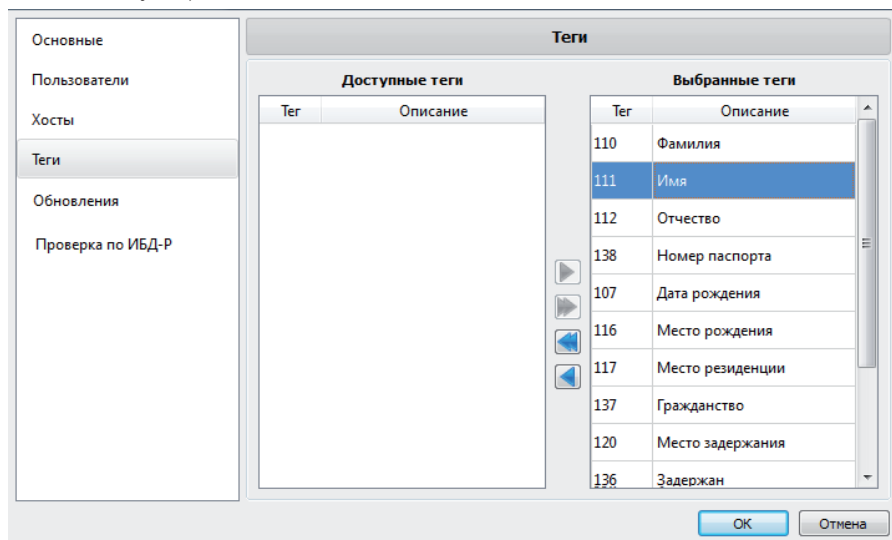 Основные
Пользователи
Хосты
Теги
Обновления
Проверка по ИБД-Р
Теги
Доступные теги
Тег Описание
Выбранные теги
Тег Описание
110 Фамилия
111 Имя
112 Отчество
138 Номер паспорта
107 Дата рождения
116 Место рождения
117 Место резиденции
137 Гражданство
120 Место задержания
136 Задержан
ОК Отмена